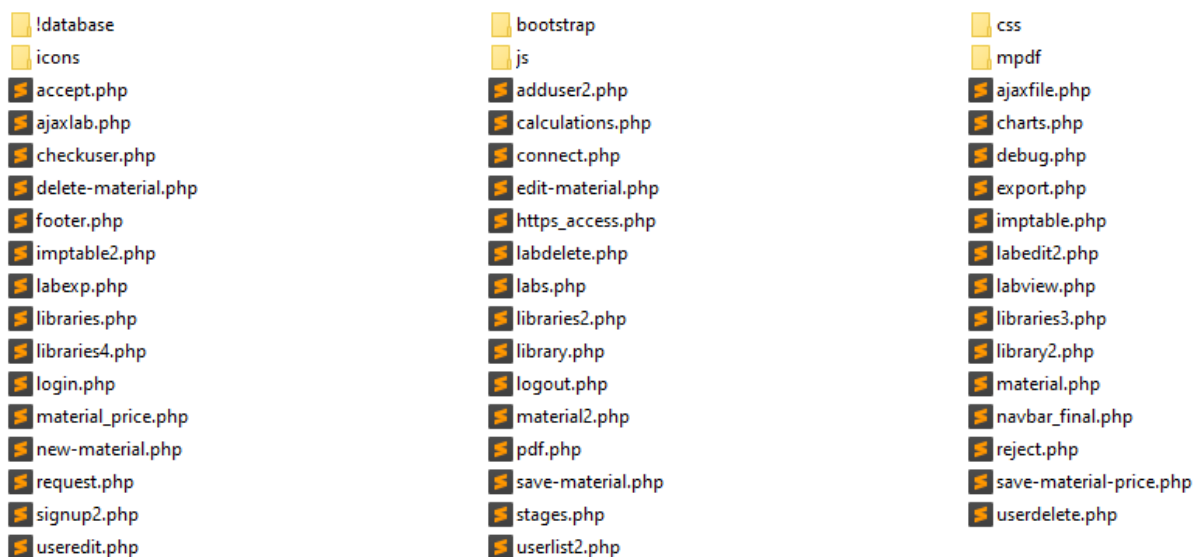 !database bootstrap css
icons js mpdf
accept.php adduser2.php ajaxfile.php
ajaxlab.php calculations.php charts.php
checkuser.php connect.php debug.php
delete-material.php edit-material.php export.php
footer.php https_access.php imptable.php
imptable2.php labdelete.php labedit2.php
labexp.php labs.php labview.php
libraries.php libraries2.php libraries3.php
libraries4.php library.php library2.php
login.php logout.php material.php
material_price.php material2.php navbar_final.php
new-material.php pdf.php reject.php
request.php save-material.php save-material-price.php
signup2.php stages.php userdelete.php
useredit.php userlist2.php